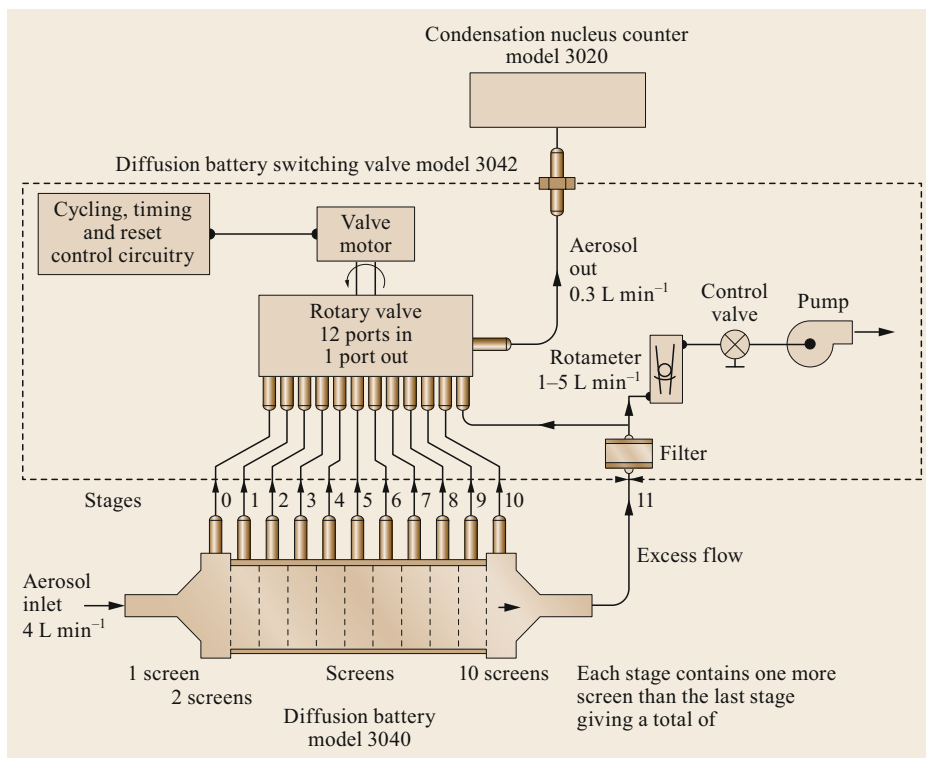 Condensation nucleus counter
model 3020
Diffusion battery switching valve model 3042
Cycling, timing
and reset
control circuitry
Valve
motor
Aerosol
out
0.3 L min⁻¹
Rotary valve
12 ports in
1 port out
Control
valve
Pump
Rotameter
1–5 L min⁻¹
Filter
Stages
0 1 2 3 4 5 6 7 8 9 10 11
Excess flow
Aerosol
inlet
4 L min⁻¹
1 screen
2 screens
Screens
10 screens
Each stage contains one more
screen than the last stage
giving a total of
Diffusion battery
model 3040